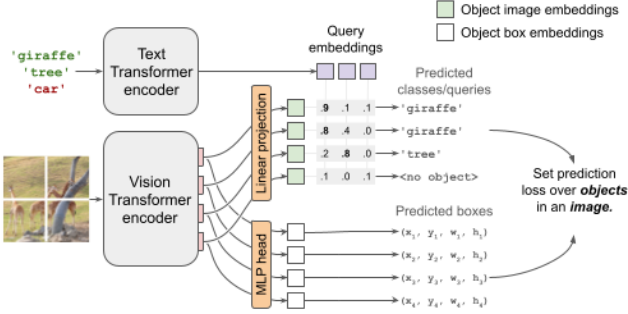 Object image embeddings
Object box embeddings
Query
embeddings
'giraffe'
'tree'
'car'
Text
Transformer
encoder
Predicted
classes/queries
.9 .1 .1
'giraffe'
.8 .4 .0
'giraffe'
.2 .8 .0
'tree'
.1 .0 .1
<no object>
Linear projection
Vision
Transformer
encoder
Set prediction
loss over objects
in an image.
Predicted boxes
MLP head
(x₁, y₁, w₁, h₁)
(x₂, y₂, w₂, h₂)
(x₃, y₃, w₃, h₃)
(x₄, y₄, w₄, h₄)